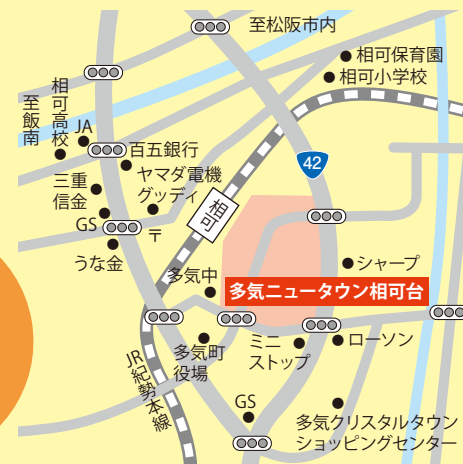 至松阪市内
相可保育園
相可小学校
相可高校
至飯南
JA
百五銀行
ヤマダ電機
グッディ
三重
信金
GS
〒
うな金
相可
42
多気中
シャープ
多気ニュータウン相可台
ミニ
ストップ
ローソン
多気町
役場
JR紀勢本線
GS
多気クリスタルタウン
ショッピングセンター